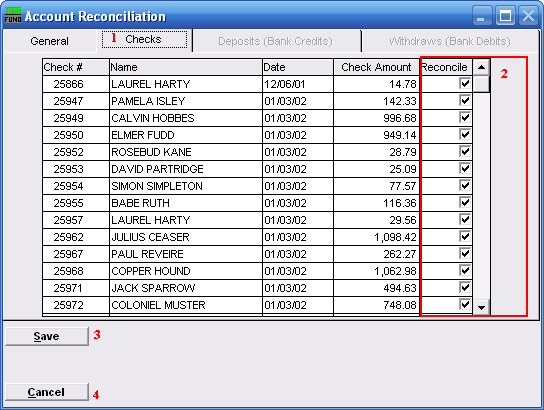 FUND Account Reconciliation
General 1 Checks Deposits (Bank Credits) Withdraws (Bank Debits)
Check # Name Date Check Amount Reconcile 2
25866 LAUREL HARTY 12/06/01 14.78
25947 PAMELA ISLEY 01/03/02 142.33
25949 CALVIN HOBBES 01/03/02 996.68
25950 ELMER FUDD 01/03/02 949.14
25952 ROSEBUD KANE 01/03/02 28.79
25953 DAVID PARTRIDGE 01/03/02 25.09
25954 SIMON SIMPLETON 01/03/02 77.57
25955 BABE RUTH 01/03/02 116.36
25957 LAUREL HARTY 01/03/02 29.56
25962 JULIUS CEASER 01/03/02 1,098.42
25967 PAUL REVEIRE 01/03/02 262.27
25968 COPPER HOUND 01/03/02 1,062.98
25971 JACK SPARROW 01/03/02 494.63
25972 COLONIEL MUSTER 01/03/02 748.08
Save 3
Cancel 4